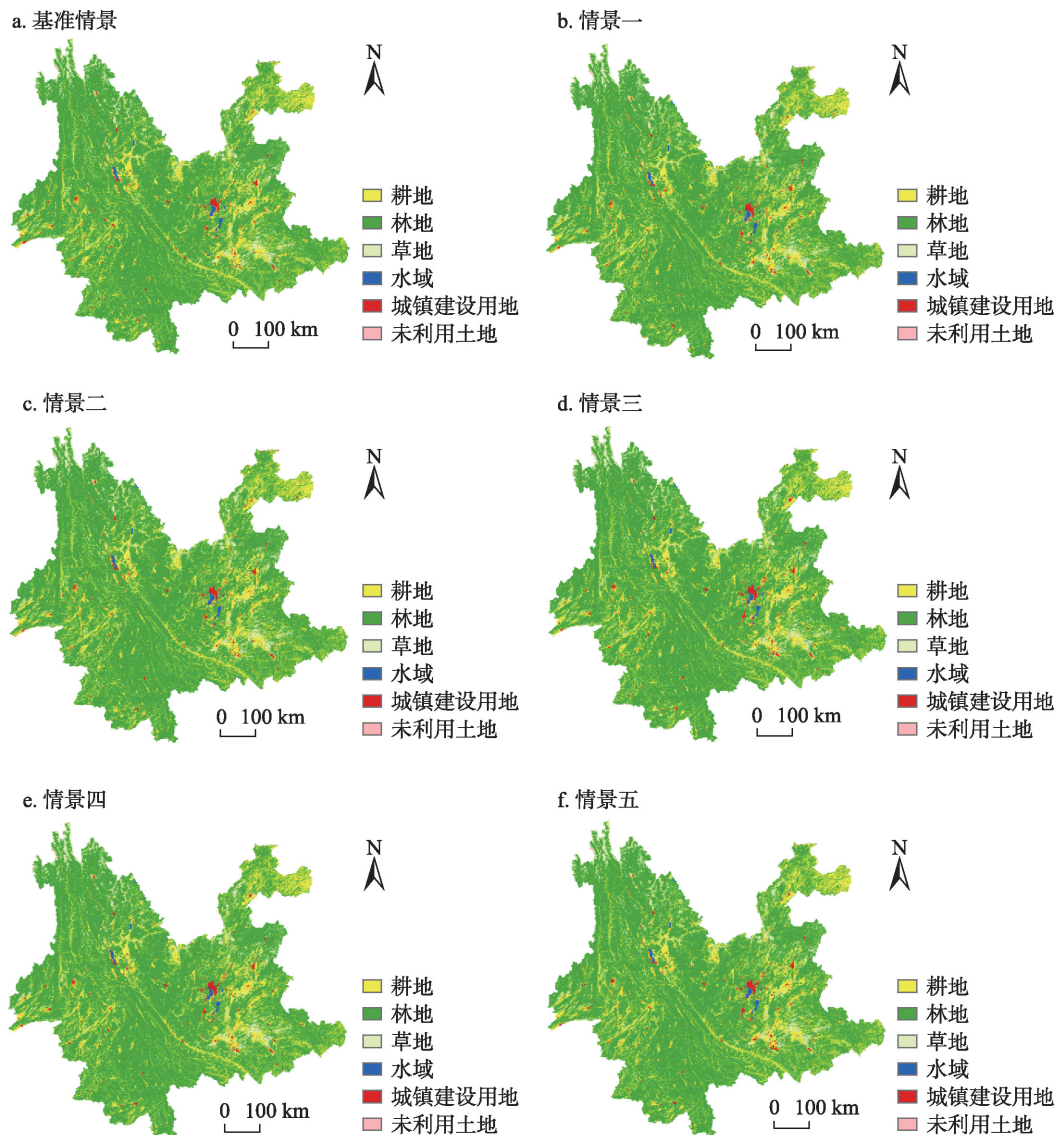 a. 基准情景
N
耕地
林地
草地
水域
城镇建设用地
未利用土地
0 100 km
b. 情景一
N
耕地
林地
草地
水域
城镇建设用地
未利用土地
0 100 km
c. 情景二
N
耕地
林地
草地
水域
城镇建设用地
未利用土地
0 100 km
d. 情景三
N
耕地
林地
草地
水域
城镇建设用地
未利用土地
0 100 km
e. 情景四
N
耕地
林地
草地
水域
城镇建设用地
未利用土地
0 100 km
f. 情景五
N
耕地
林地
草地
水域
城镇建设用地
未利用土地
0 100 km